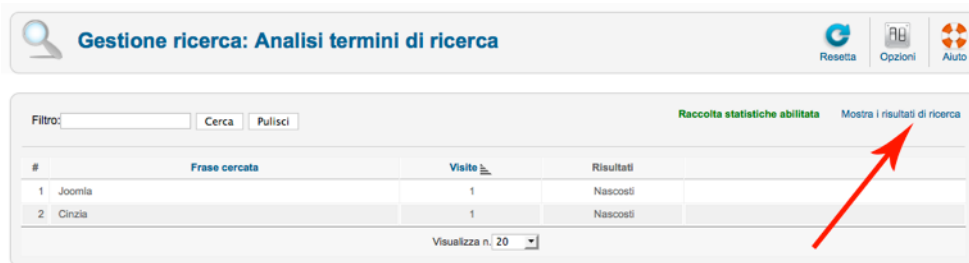 Gestione ricerca: Analisi termini di ricerca
Resetta Opzioni Aiuto
Filtro: Cerca Pulisci Raccolta statistiche abilitata Mostra i risultati di ricerca
# Frase cercata Visite Risultati
1 Joomla 1 Nascosti
2 Cinzia 1 Nascosti
Visualizza n. 20